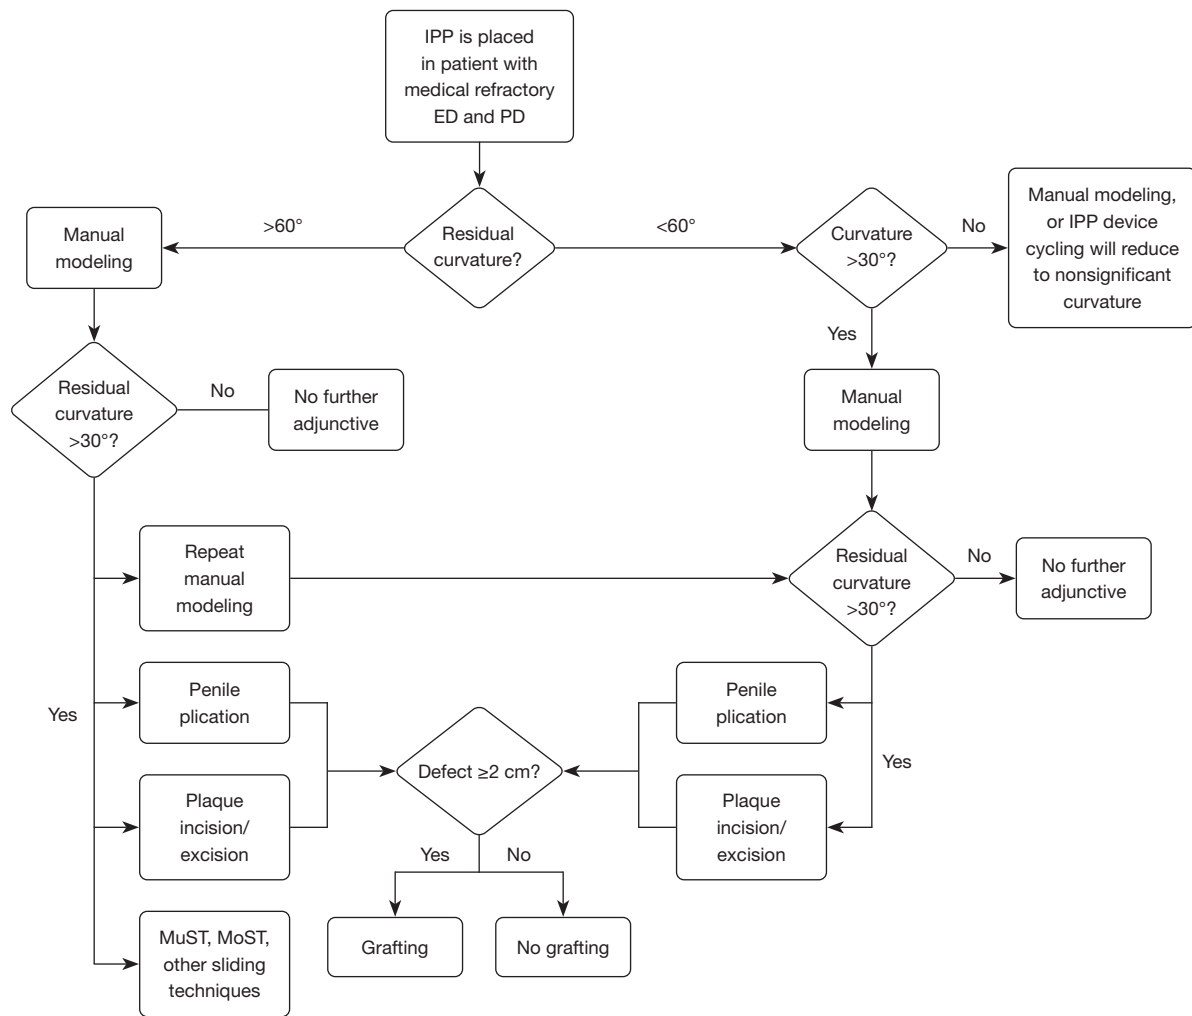 IPP is placed
in patient with
medical refractory
ED and PD
>60°
Residual
curvature?
<60°
Manual
modeling
Curvature
>30°?
No
Manual modeling,
or IPP device
cycling will reduce
to nonsignificant
curvature
Yes
Residual
curvature
>30°?
No
No further
adjunctive
Manual
modeling
Repeat
manual
modeling
Residual
curvature
>30°?
No
No further
adjunctive
Yes
Penile
plication
Defect ≥2 cm?
Penile
plication
Yes
Plaque
incision/
excision
Plaque
incision/
excision
Yes
No
Grafting
No grafting
MuST, MoST,
other sliding
techniques